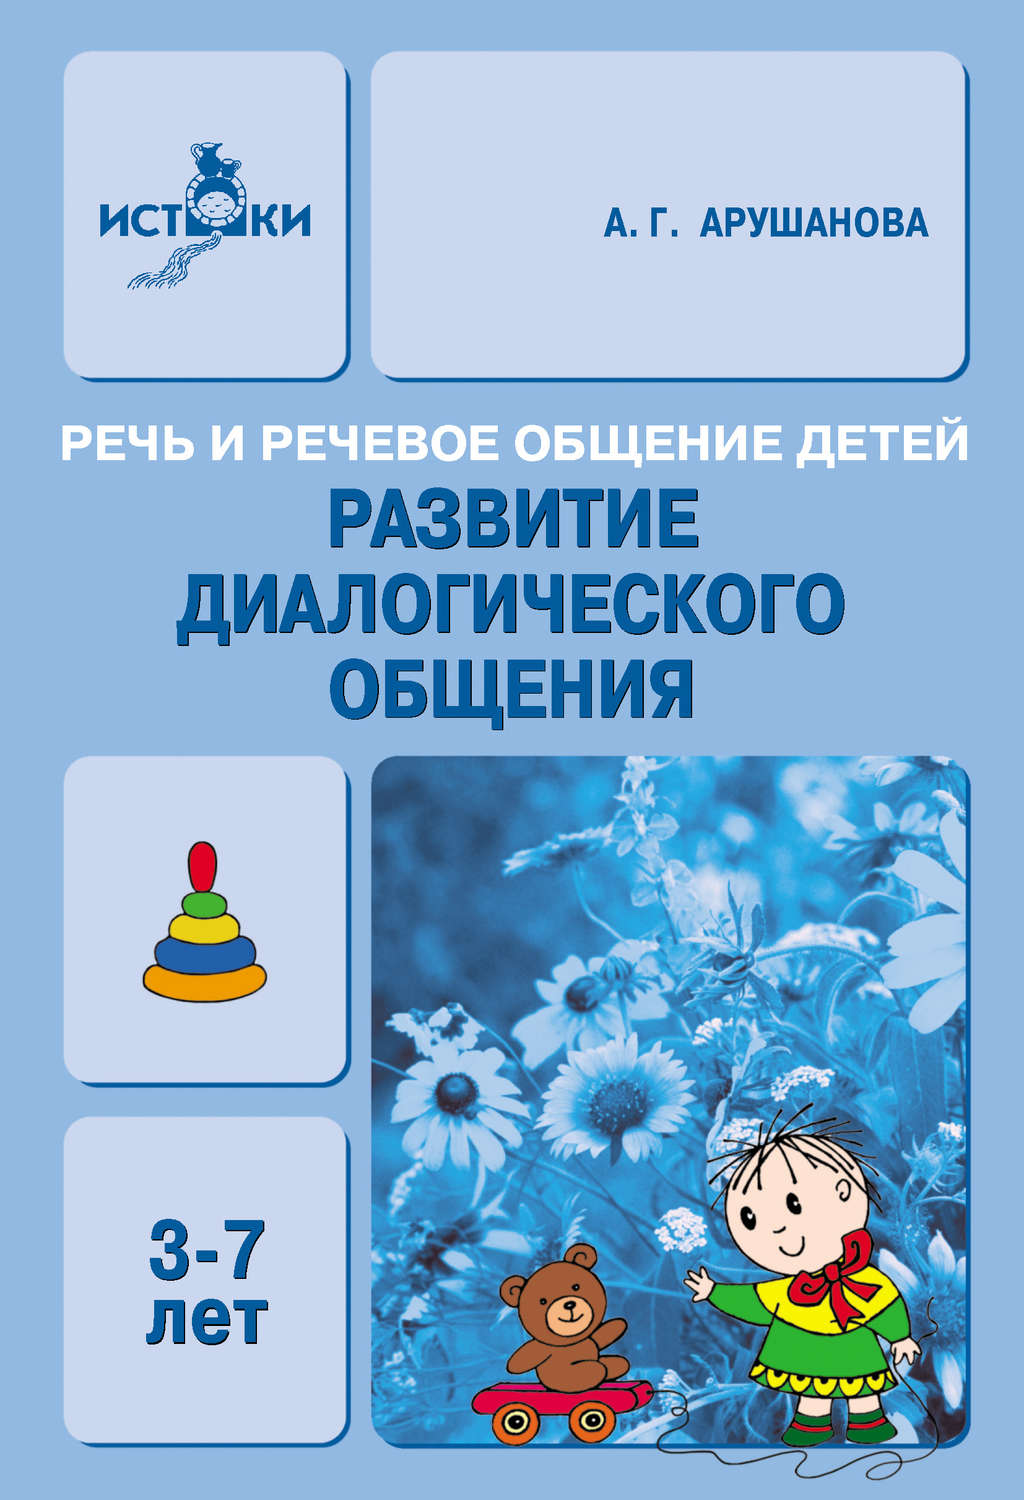 ИСТОКИ
А. Г. АРУШАНОВА
РЕЧЬ И РЕЧЕВОЕ ОБЩЕНИЕ ДЕТЕЙ
РАЗВИТИЕ
ДИАЛОГИЧЕСКОГО
ОБЩЕНИЯ
3-7
лет